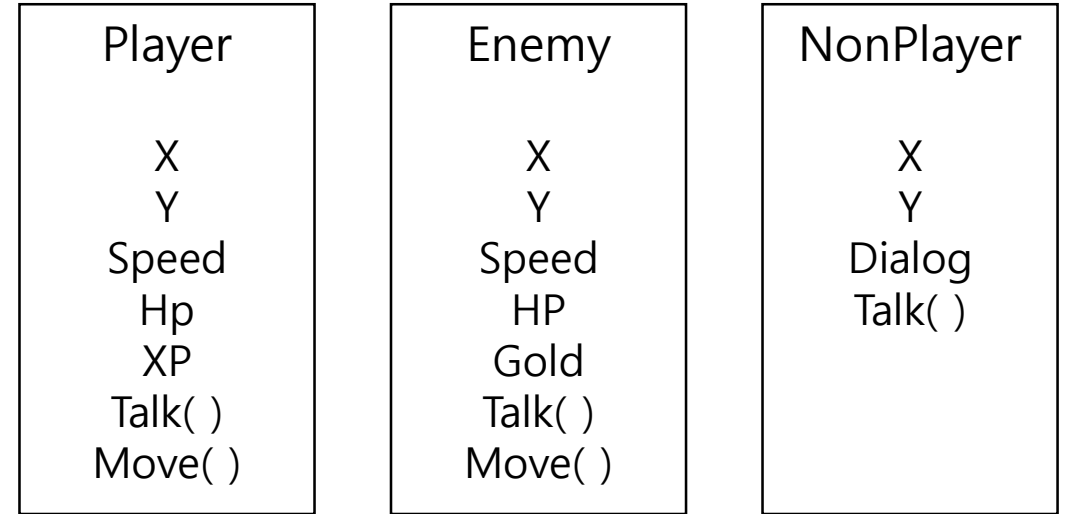 Player
X
Y
Speed
Hp
XP
Talk( )
Move( )
Enemy
X
Y
Speed
HP
Gold
Talk( )
Move( )
NonPlayer
X
Y
Dialog
Talk( )